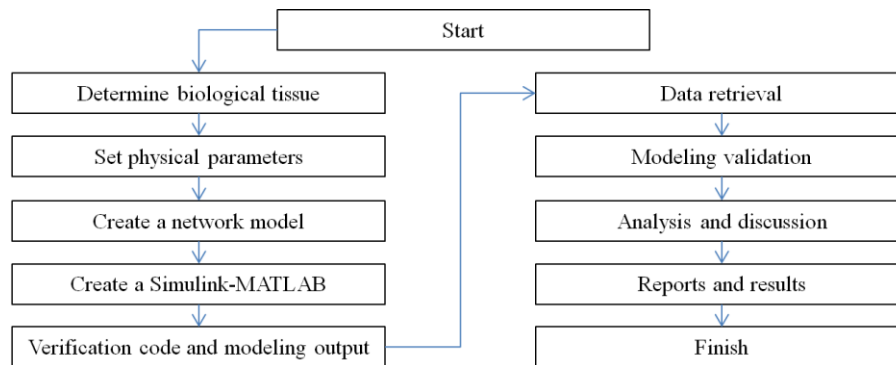 Start
Determine biological tissue
Set physical parameters
Create a network model
Create a Simulink-MATLAB
Verification code and modeling output
Data retrieval
Modeling validation
Analysis and discussion
Reports and results
Finish